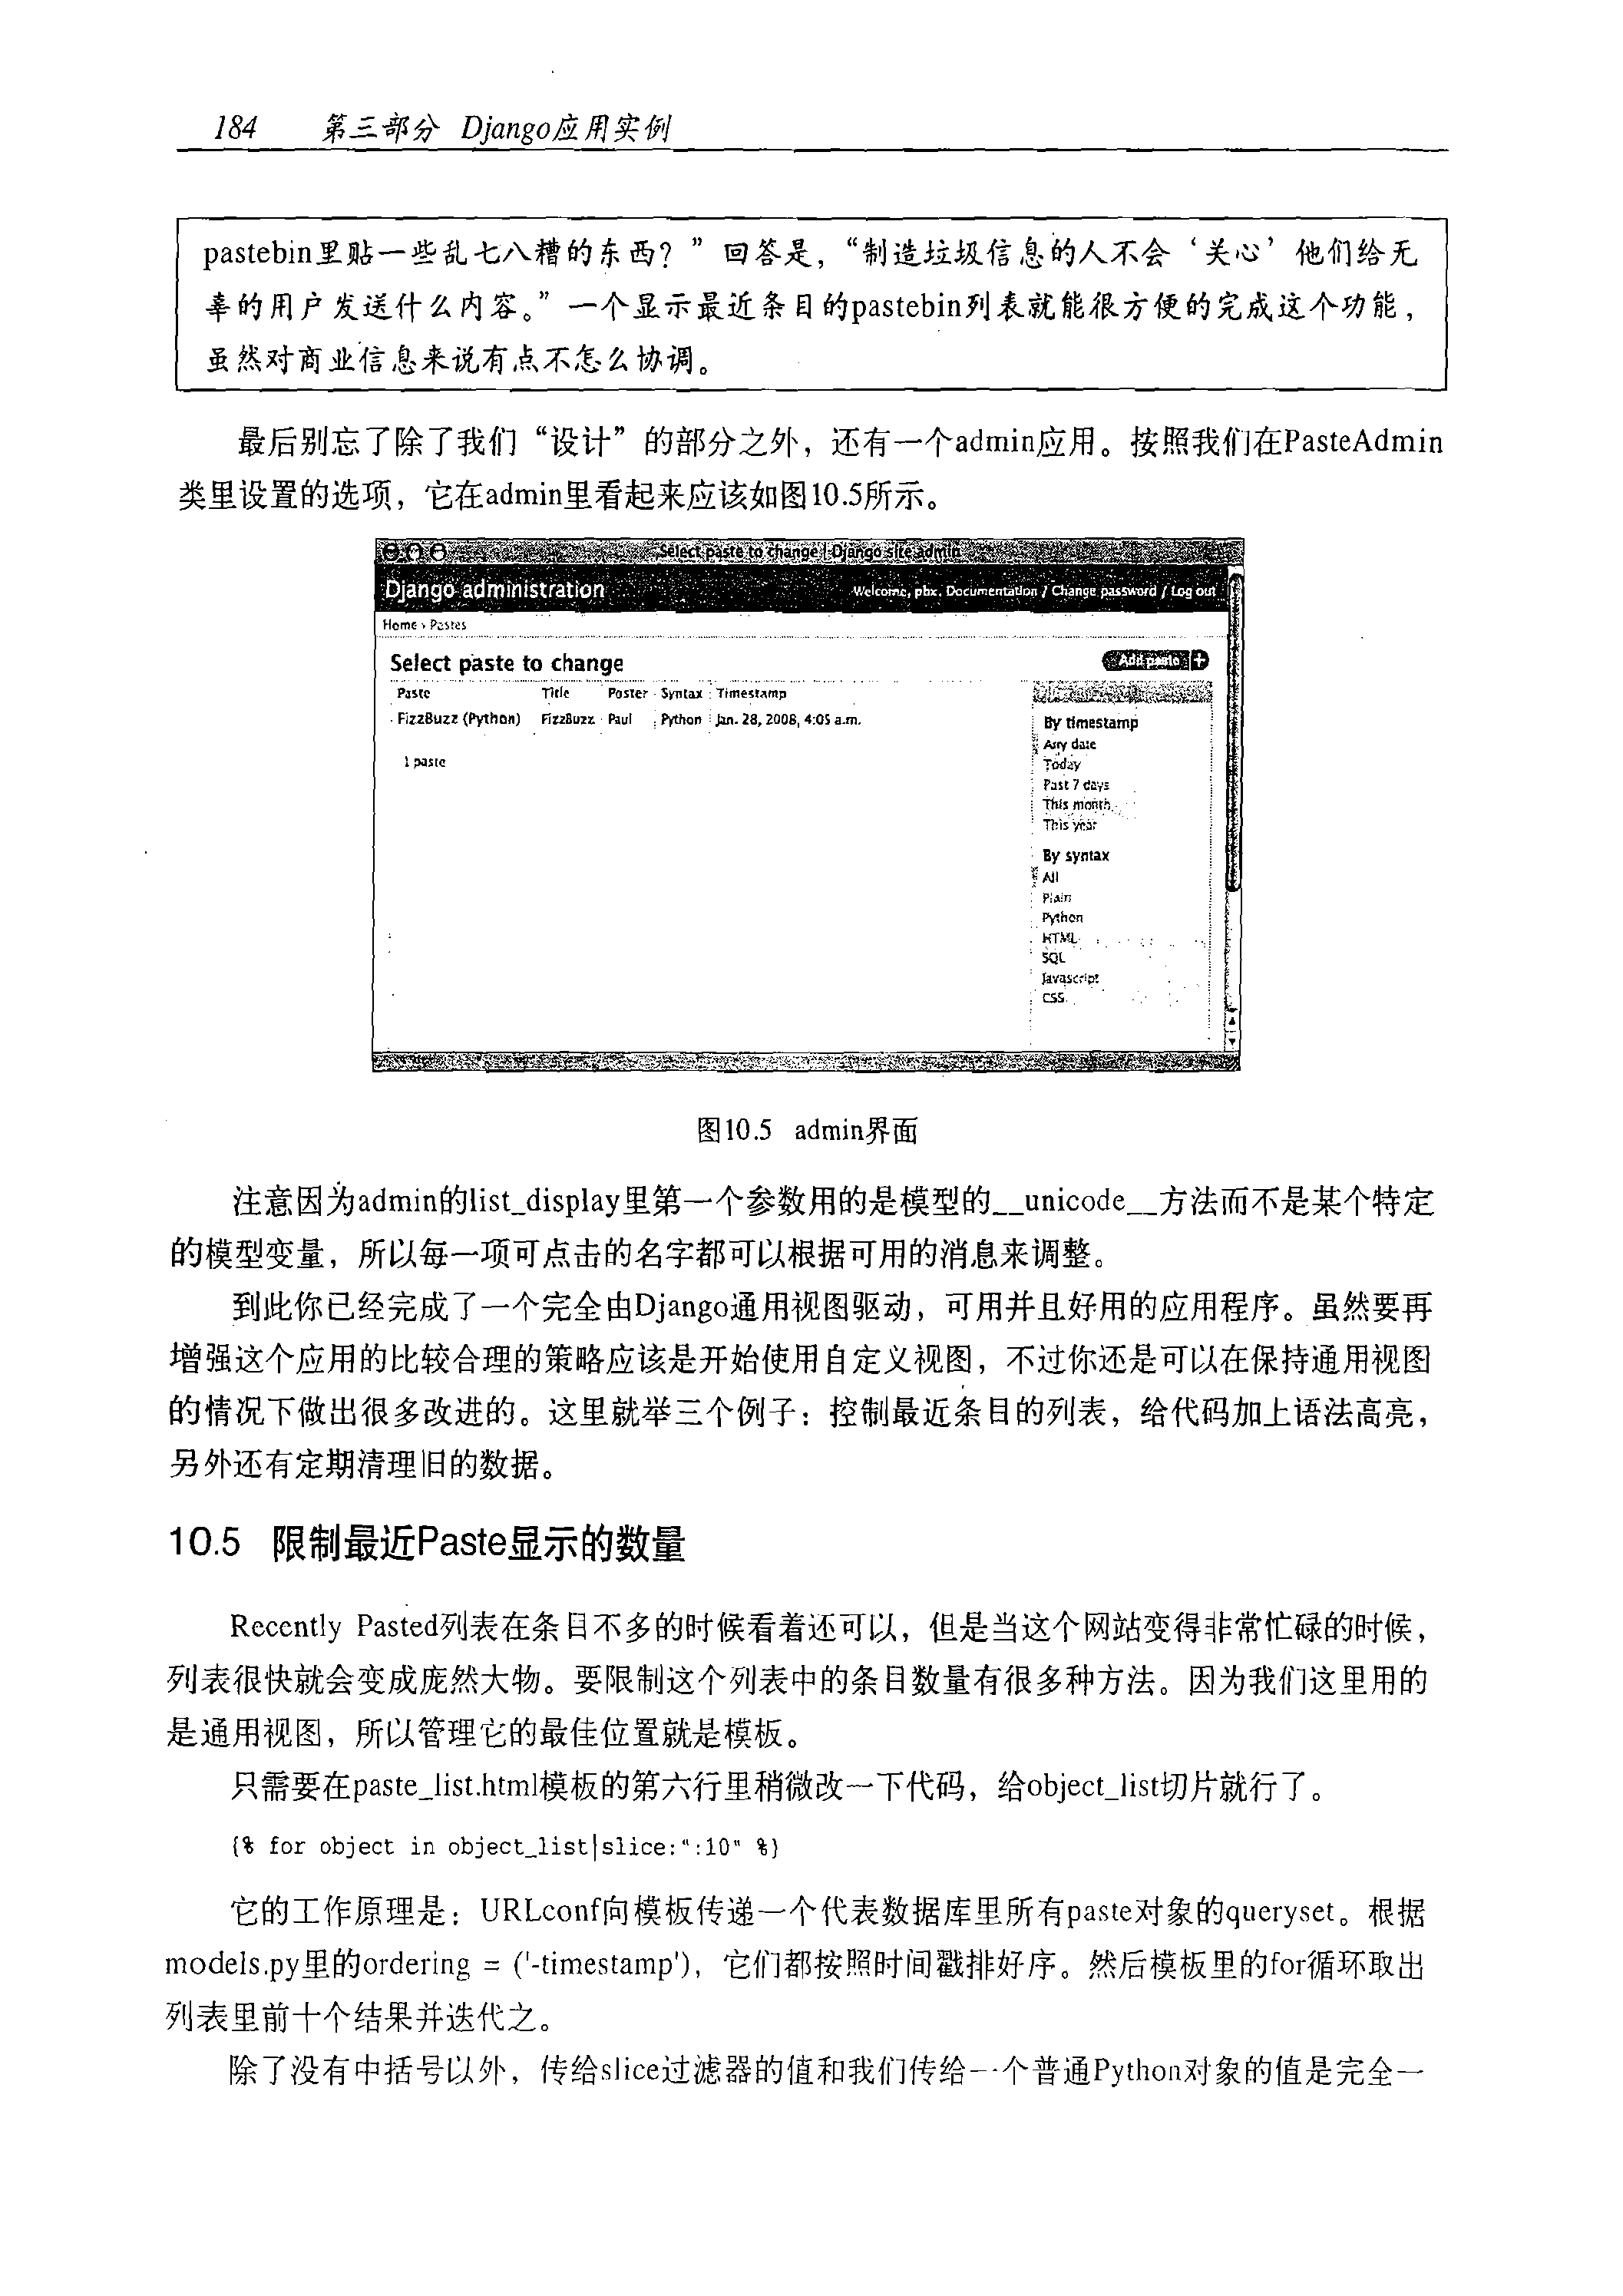 184 第三部分 Django应用实例
pastebin里贴一些乱七八糟的东西？”回答是，“制造垃圾信息的人不会‘关心’他们给无
辜的用户发送什么内容。”一个显示最近条目的pastebin列表就能很方便的完成这个功能，
虽然对商业信息来说有点不怎么协调。
最后别忘了除了我们“设计”的部分之外，还有一个admin应用。按照我们在PasteAdmin
类里设置的选项，它在admin里看起来应该如图10.5所示。
Select paste to change | Django site admin
Django administration Welcome, pbx. Documentation / Change password / Log out
Home › Pastes
Select paste to change Add paste +
Paste Title Poster Syntax Timestamp
FizzBuzz (Python) FizzBuzz Paul Python Jan. 28, 2008, 4:05 a.m.
1 paste
By timestamp
Any date
Today
Past 7 days
This month
This year
By syntax
All
Plain
Python
HTML
SQL
Javascript
CSS
图10.5 admin界面
注意因为admin的list_display里第一个参数用的是模型的__unicode__方法而不是某个特定
的模型变量，所以每一项可点击的名字都可以根据可用的消息来调整。
到此你已经完成了一个完全由Django通用视图驱动，可用并且好用的应用程序。虽然要再
增强这个应用的比较合理的策略应该是开始使用自定义视图，不过你还是可以在保持通用视图
的情况下做出很多改进的。这里就举三个例子：控制最近条目的列表，给代码加上语法高亮，
另外还有定期清理旧的数据。
10.5 限制最近Paste显示的数量
Recently Pasted列表在条目不多的时候看着还可以，但是当这个网站变得非常忙碌的时候，
列表很快就会变成庞然大物。要限制这个列表中的条目数量有很多种方法。因为我们这里用的
是通用视图，所以管理它的最佳位置就是模板。
只需要在paste_list.html模板的第六行里稍微改一下代码，给object_list切片就行了。
{% for object in object_list|slice:":10" %}
它的工作原理是：URLconf向模板传递一个代表数据库里所有paste对象的queryset。根据
models.py里的ordering = ('-timestamp')，它们都按照时间戳排好序。然后模板里的for循环取出
列表里前十个结果并迭代之。
除了没有中括号以外，传给slice过滤器的值和我们传给一个普通Python对象的值是完全一